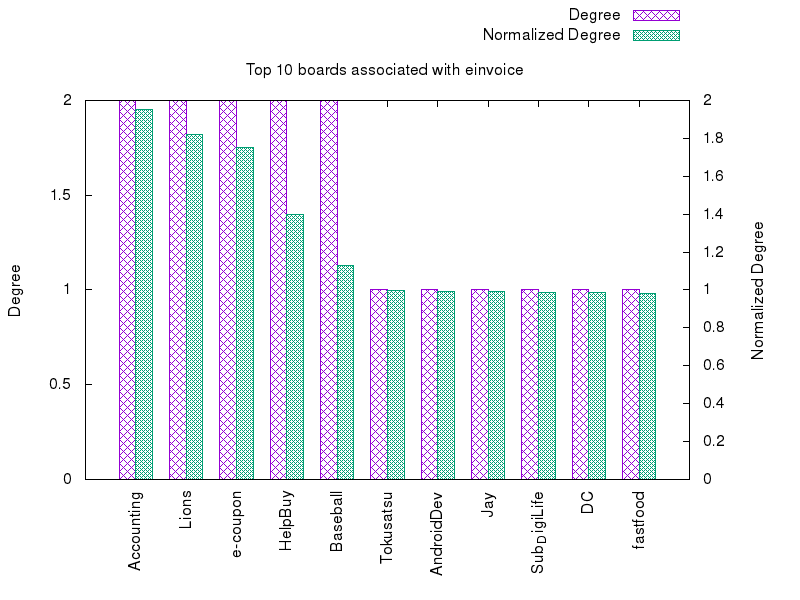 Degree
Normalized Degree
Top 10 boards associated with einvoice
2
1.5
1
0.5
0
Degree
2
1.8
1.6
1.4
1.2
1
0.8
0.6
0.4
0.2
0
Normalized Degree
Accounting
Lions
e-coupon
HelpBuy
Baseball
Tokusatsu
AndroidDev
Jay
SubDigiLife
DC
fastfood